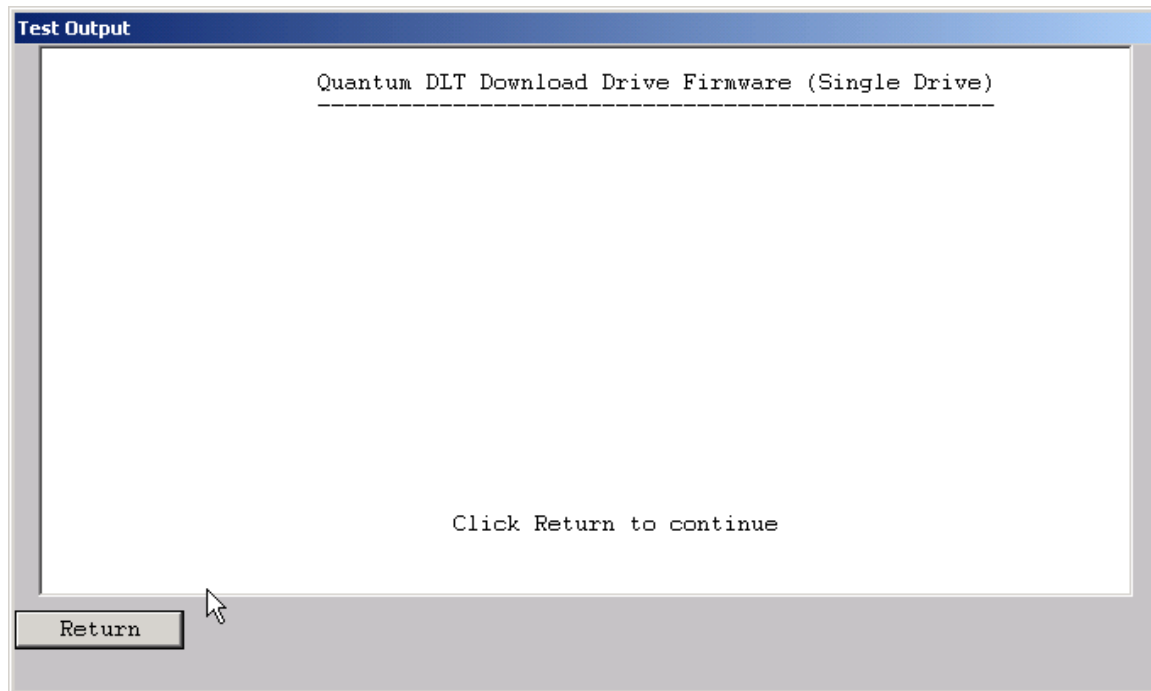 Test Output
Quantum DLT Download Drive Firmware (Single Drive)
--------------------------------------------------
Click Return to continue
Return